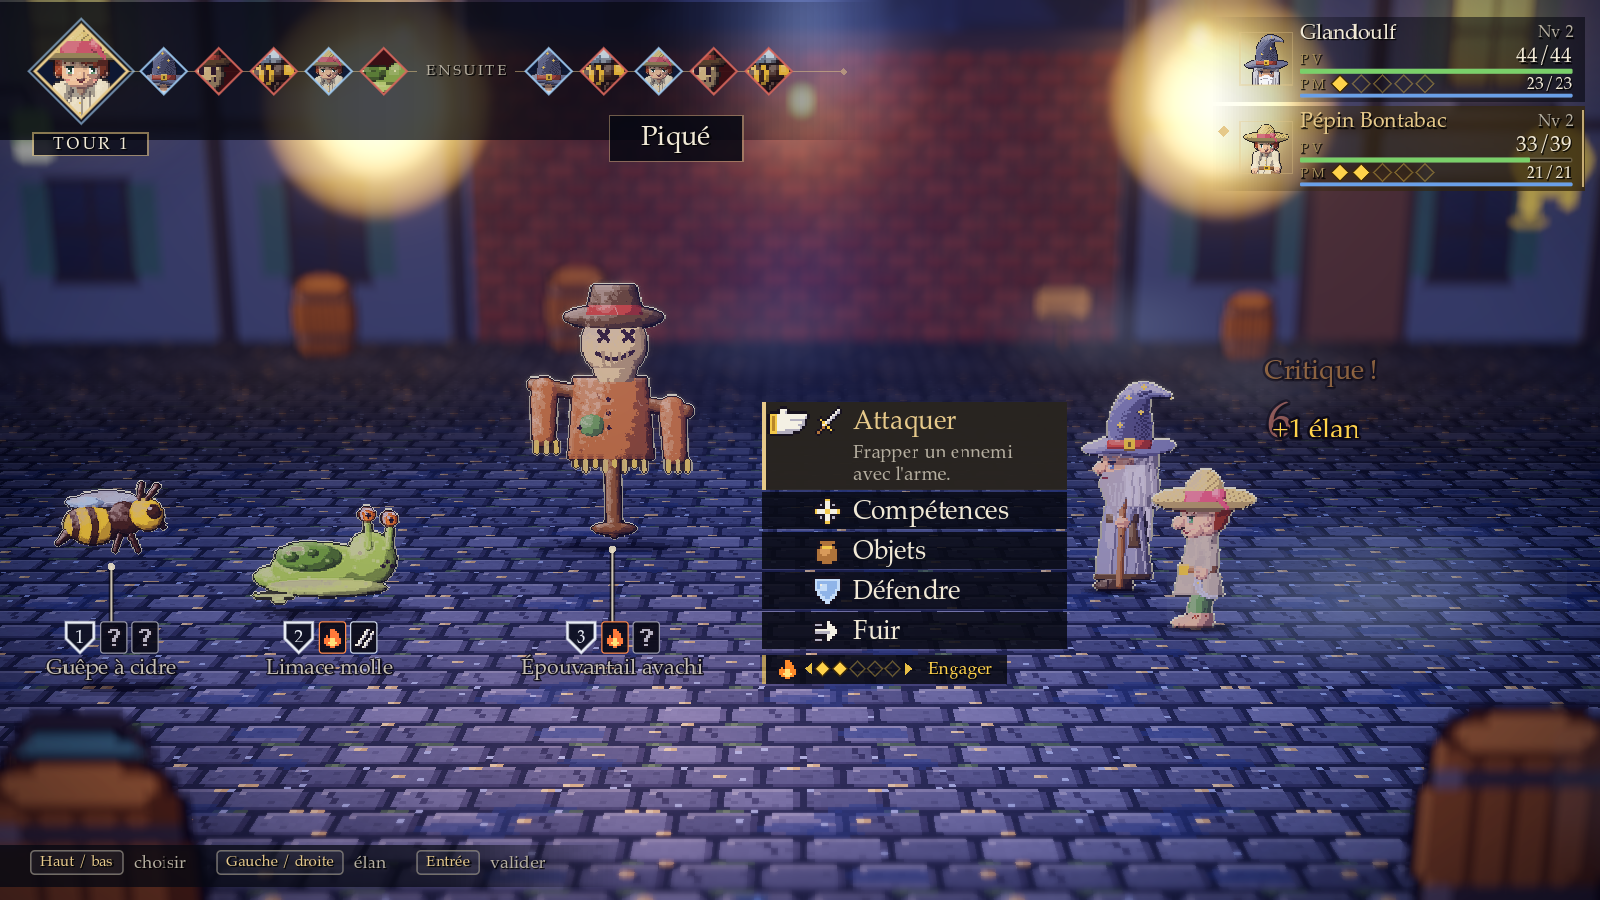 TOUR 1
ENSUITE
Piqué
Glandoulf Nv 2
PV 44/44
PM 23/23
Pépin Bontabac Nv 2
PV 33/39
PM 21/21
Critique !
6
+1 élan
Attaquer
Frapper un ennemi
avec l'arme.
Compétences
Objets
Défendre
Fuir
Engager
1 ? ?
Guêpe à cidre
2
Limace-molle
3 ?
Épouvantail avachi
Haut / bas choisir Gauche / droite élan Entrée valider